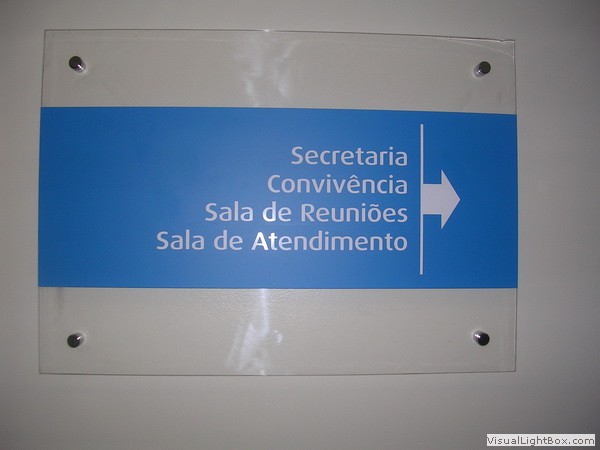 Secretaria
Convivência
Sala de Reuniões
Sala de Atendimento
VisualLightBox.com